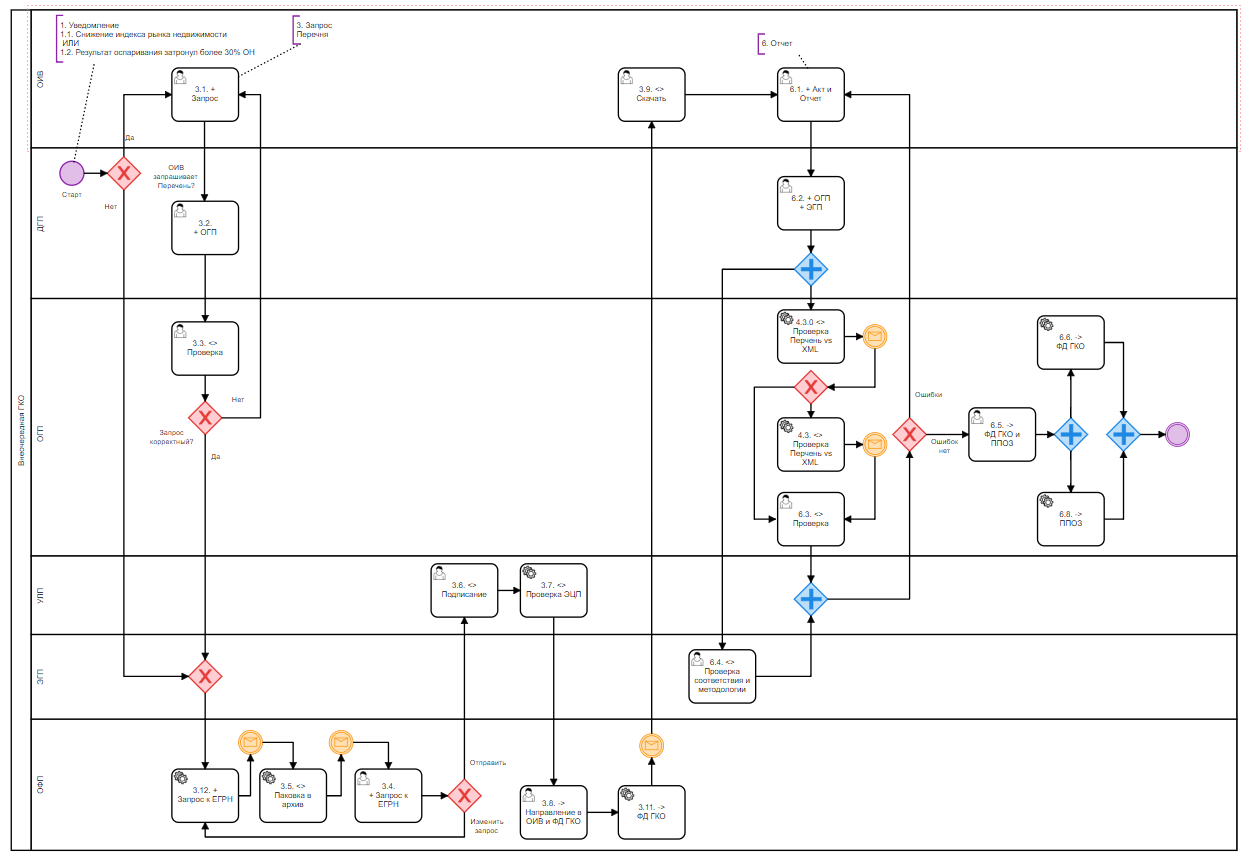 1. Уведомление
1.1. Снижение индекса рынка недвижимости
ИЛИ
1.2. Результат оспаривания затронул более 30% ОН
3. Запрос
Перечня
6. Отчет
Внеочередная ГКО
ОИВ
3.1. +
Запрос
3.9. <>
Скачать
6.1. + Акт и
Отчет
Да
ДГП
Старт
Нет
ОИВ
запрашивает
Перечень?
3.2.
+ ОГП
6.2. + ОГП
+ ЭГП
ОГП
3.3. <>
Проверка
Нет
Запрос
корректный?
Да
4.3.0 <>
Проверка
Перчень vs
XML
4.3. <>
Проверка
Перчень vs
XML
6.3. <>
Проверка
Ошибки
Ошибок
нет
6.5. ->
ФД ГКО и
ППОЗ
6.6. ->
ФД ГКО
6.8. ->
ППОЗ
УЛП
3.6. <>
Подписание
3.7. <>
Проверка ЭЦП
ЭГП
6.4. <>
Проверка
соответствия и
методологии
ОФП
3.12. +
Запрос к ЕГРН
3.5. <>
Паковка в
архив
3.4.
+ Запрос к
ЕГРН
Отправить
Изменить
запрос
3.8. ->
Направление в
ОИВ и ФД ГКО
3.11. ->
ФД ГКО